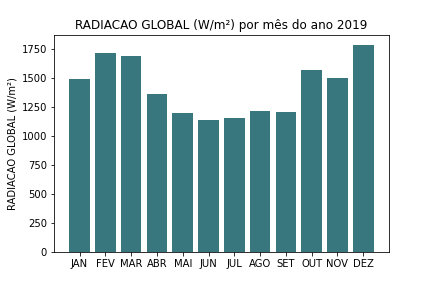 RADIACAO GLOBAL (W/m²) por mês do ano 2019
RADIACAO GLOBAL (W/m²)
1750
1500
1250
1000
750
500
250
0
JAN FEV MAR ABR MAI JUN JUL AGO SET OUT NOV DEZ